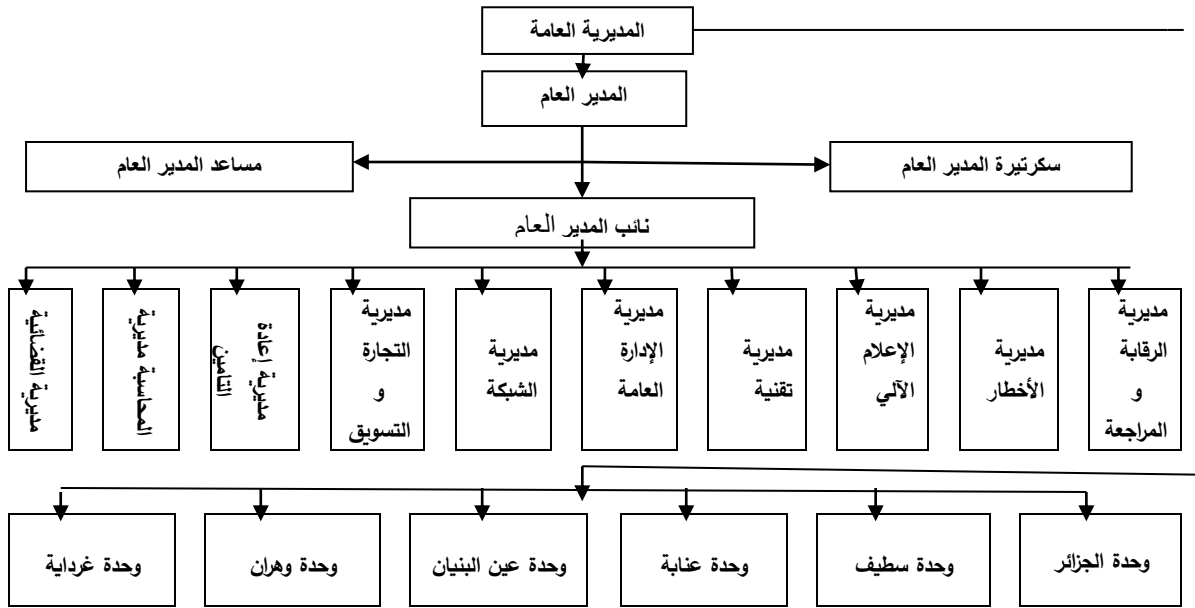 المديرية العامة
المدير العام
سكرتيرة المدير العام
مساعد المدير العام
نائب المدير العام
مديرية
الرقابة
و
المراجعة
مديرية
الأخطار
مديرية
الإعلام
الآلي
مديرية
تقنية
مديرية
الإدارة
العامة
مديرية
الشبكة
مديرية
التجارة
و
التسويق
مديرية إعادة
التامين
المحاسبة مديرية
مديرية القضائية
وحدة الجزائر
وحدة سطيف
وحدة عنابة
وحدة عين البنيان
وحدة وهران
وحدة غرداية